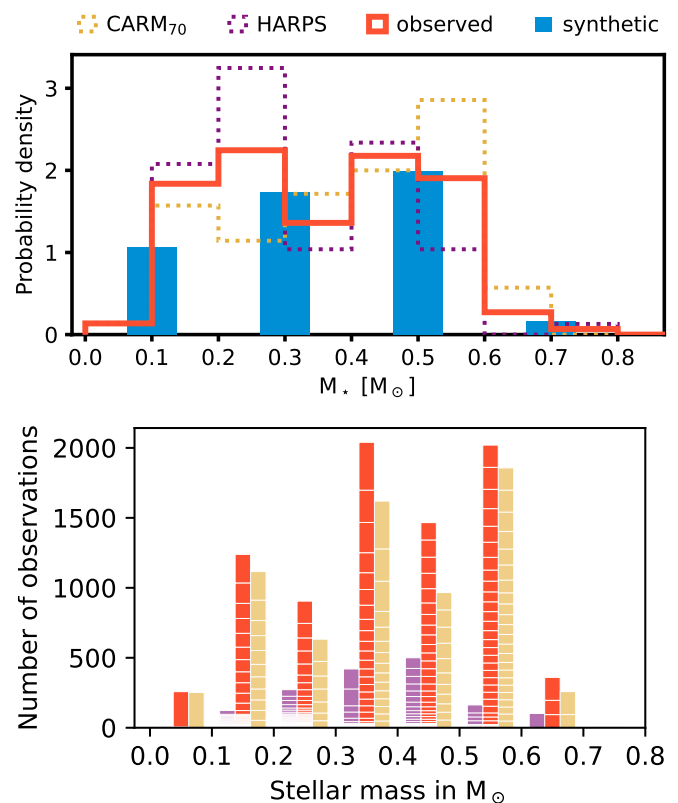 CARM₇₀ HARPS observed synthetic
Probability density
3
2
1
0
0.0 0.1 0.2 0.3 0.4 0.5 0.6 0.7 0.8
M⋆ [M⊙]
Number of observations
2000
1500
1000
500
0
0.0 0.1 0.2 0.3 0.4 0.5 0.6 0.7 0.8
Stellar mass in M⊙